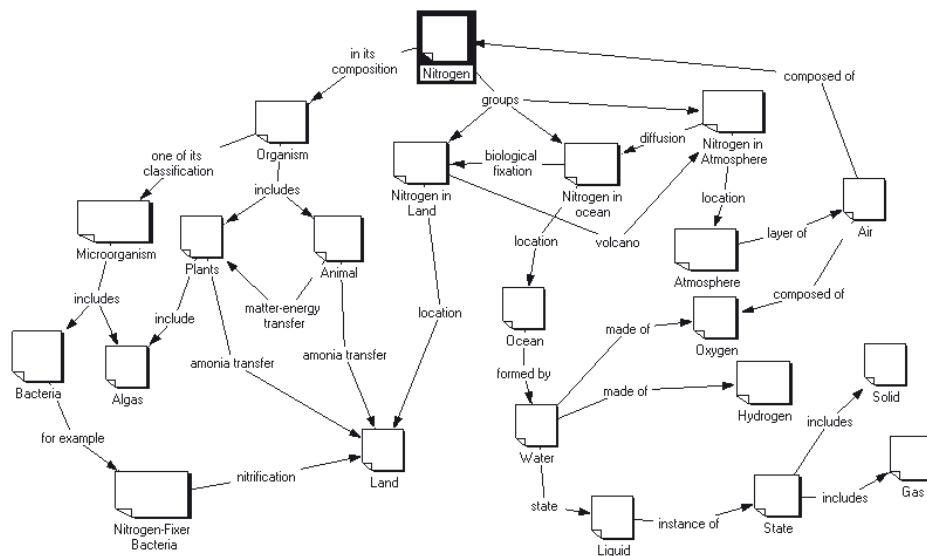 Nitrogen
in its
composition
composed of
groups
Organism
Nitrogen in
Atmosphere
diffusion
one of its
classification
biological
fixation
Nitrogen in
Land
Nitrogen in
ocean
includes
location
Microorganism
Plants
Animal
location
volcano
layer of
Air
Atmosphere
matter-energy
transfer
includes
include
location
composed of
Ocean
made of
Oxygen
amonia transfer
amonia transfer
Bacteria
Algas
formed by
made of
Hydrogen
Solid
for example
Water
includes
nitrification
Land
Nitrogen-Fixer
Bacteria
state
Liquid
instance of
State
includes
Gas